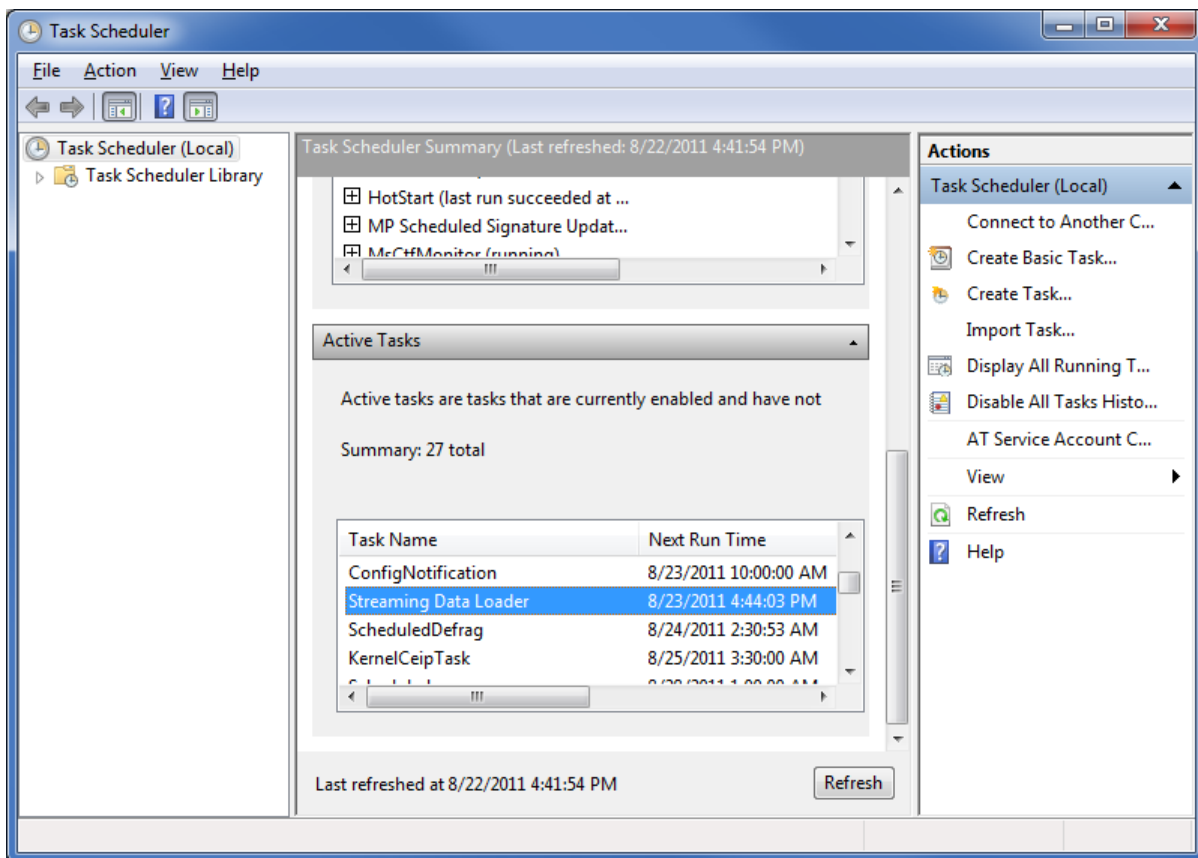 Task Scheduler
File Action View Help
Task Scheduler (Local)
Task Scheduler Library
Task Scheduler Summary (Last refreshed: 8/22/2011 4:41:54 PM)
HotStart (last run succeeded at ...
MP Scheduled Signature Updat...
MsCtfMonitor (running)
Active Tasks
Active tasks are tasks that are currently enabled and have not
Summary: 27 total
Task Name Next Run Time
ConfigNotification 8/23/2011 10:00:00 AM
Streaming Data Loader 8/23/2011 4:44:03 PM
ScheduledDefrag 8/24/2011 2:30:53 AM
KernelCeipTask 8/25/2011 3:30:00 AM
Last refreshed at 8/22/2011 4:41:54 PM
Refresh
Actions
Task Scheduler (Local)
Connect to Another C...
Create Basic Task...
Create Task...
Import Task...
Display All Running T...
Disable All Tasks Histo...
AT Service Account C...
View
Refresh
Help